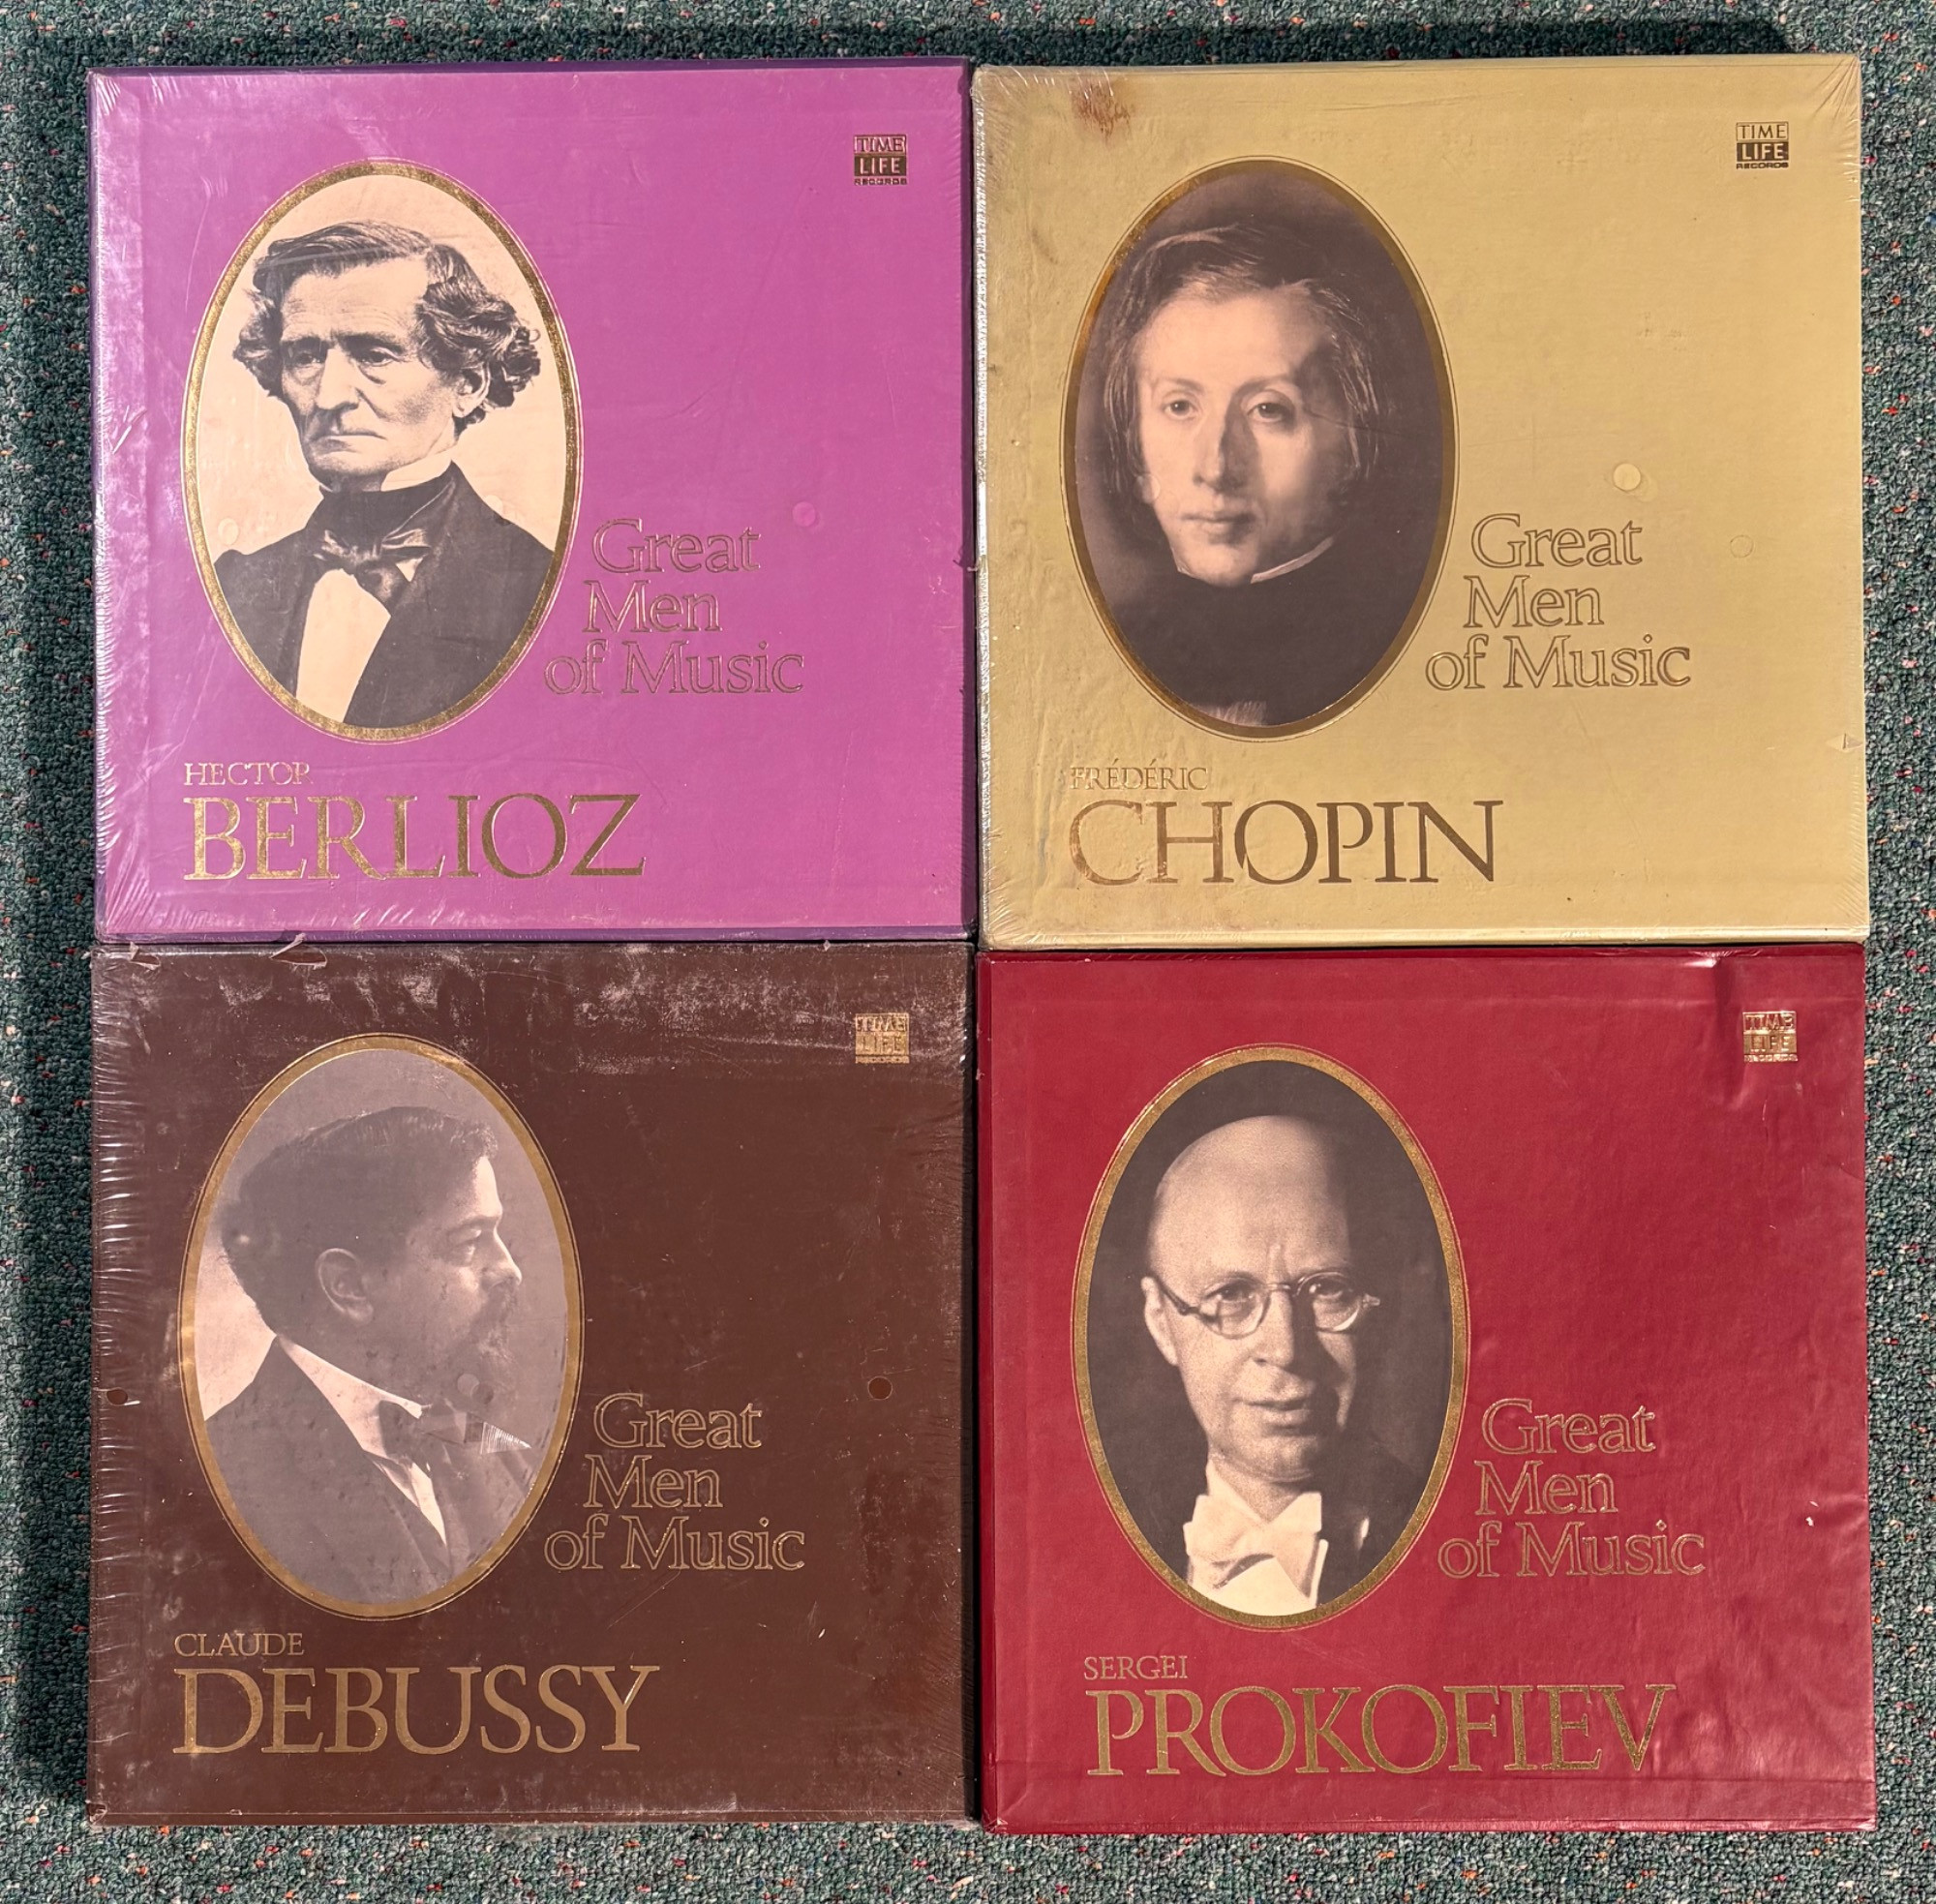 TIME
LIFE
RECORDS
Great
Men
of Music
HECTOR
BERLIOZ
TIME
LIFE
RECORDS
Great
Men
of Music
FRÉDÉRIC
CHOPIN
TIME
LIFE
RECORDS
Great
Men
of Music
CLAUDE
DEBUSSY
TIME
LIFE
RECORDS
Great
Men
of Music
SERGEI
PROKOFIEV